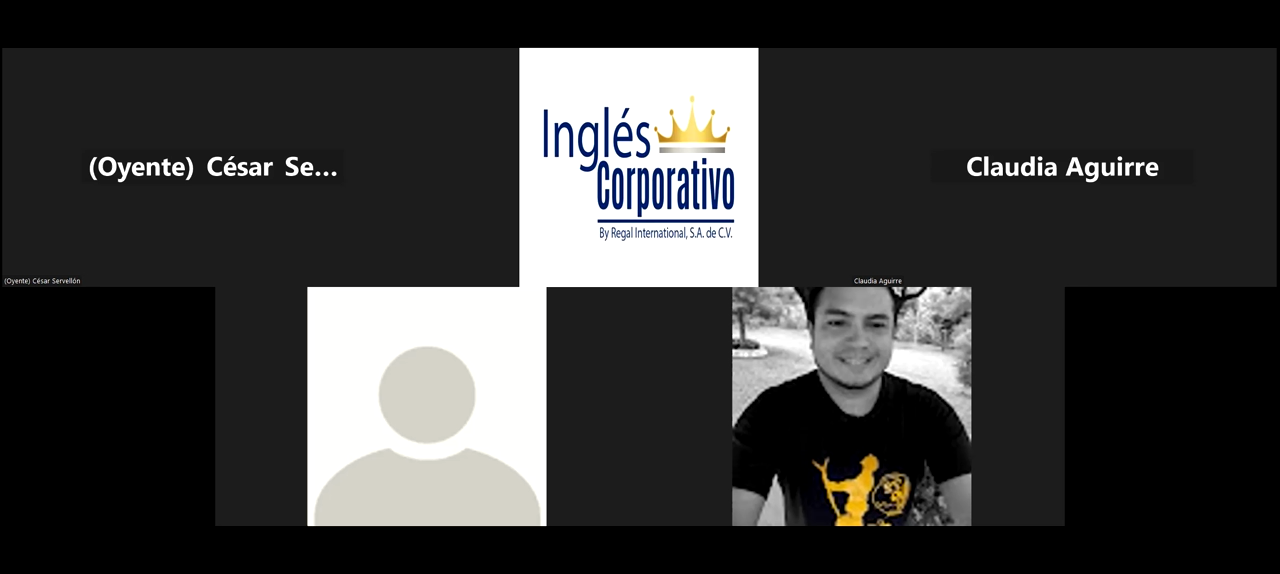 (Oyente) César Se...
Inglés
Corporativo
By Regal International, S.A. de C.V.
Claudia Aguirre
(Oyente) César Servellón
Claudia Aguirre